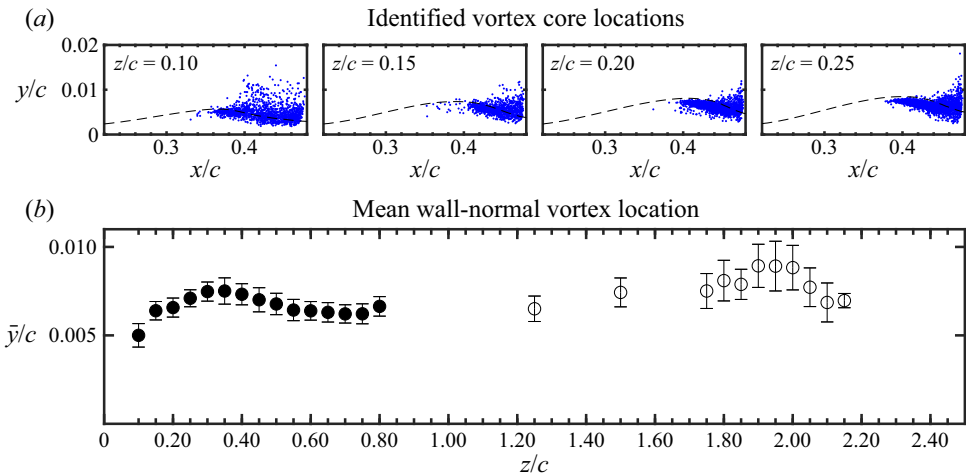 (a) Identified vortex core locations
0.02 z/c = 0.10 z/c = 0.15 z/c = 0.20 z/c = 0.25
y/c 0.01
0
0.3 0.4 0.3 0.4 0.3 0.4 0.3 0.4
x/c x/c x/c x/c
(b) Mean wall-normal vortex location
0.010
ȳ/c 0.005
0 0.20 0.40 0.60 0.80 1.00 1.20 1.40 1.60 1.80 2.00 2.20 2.40
z/c